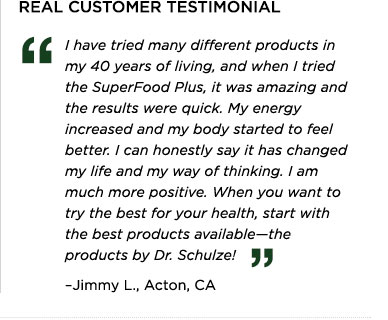 REAL CUSTOMER TESTIMONIAL
“ I have tried many different products in
my 40 years of living, and when I tried
the SuperFood Plus, it was amazing and
the results were quick. My energy
increased and my body started to feel
better. I can honestly say it has changed
my life and my way of thinking. I am
much more positive. When you want to
try the best for your health, start with
the best products available—the
products by Dr. Schulze! ”
–Jimmy L., Acton, CA